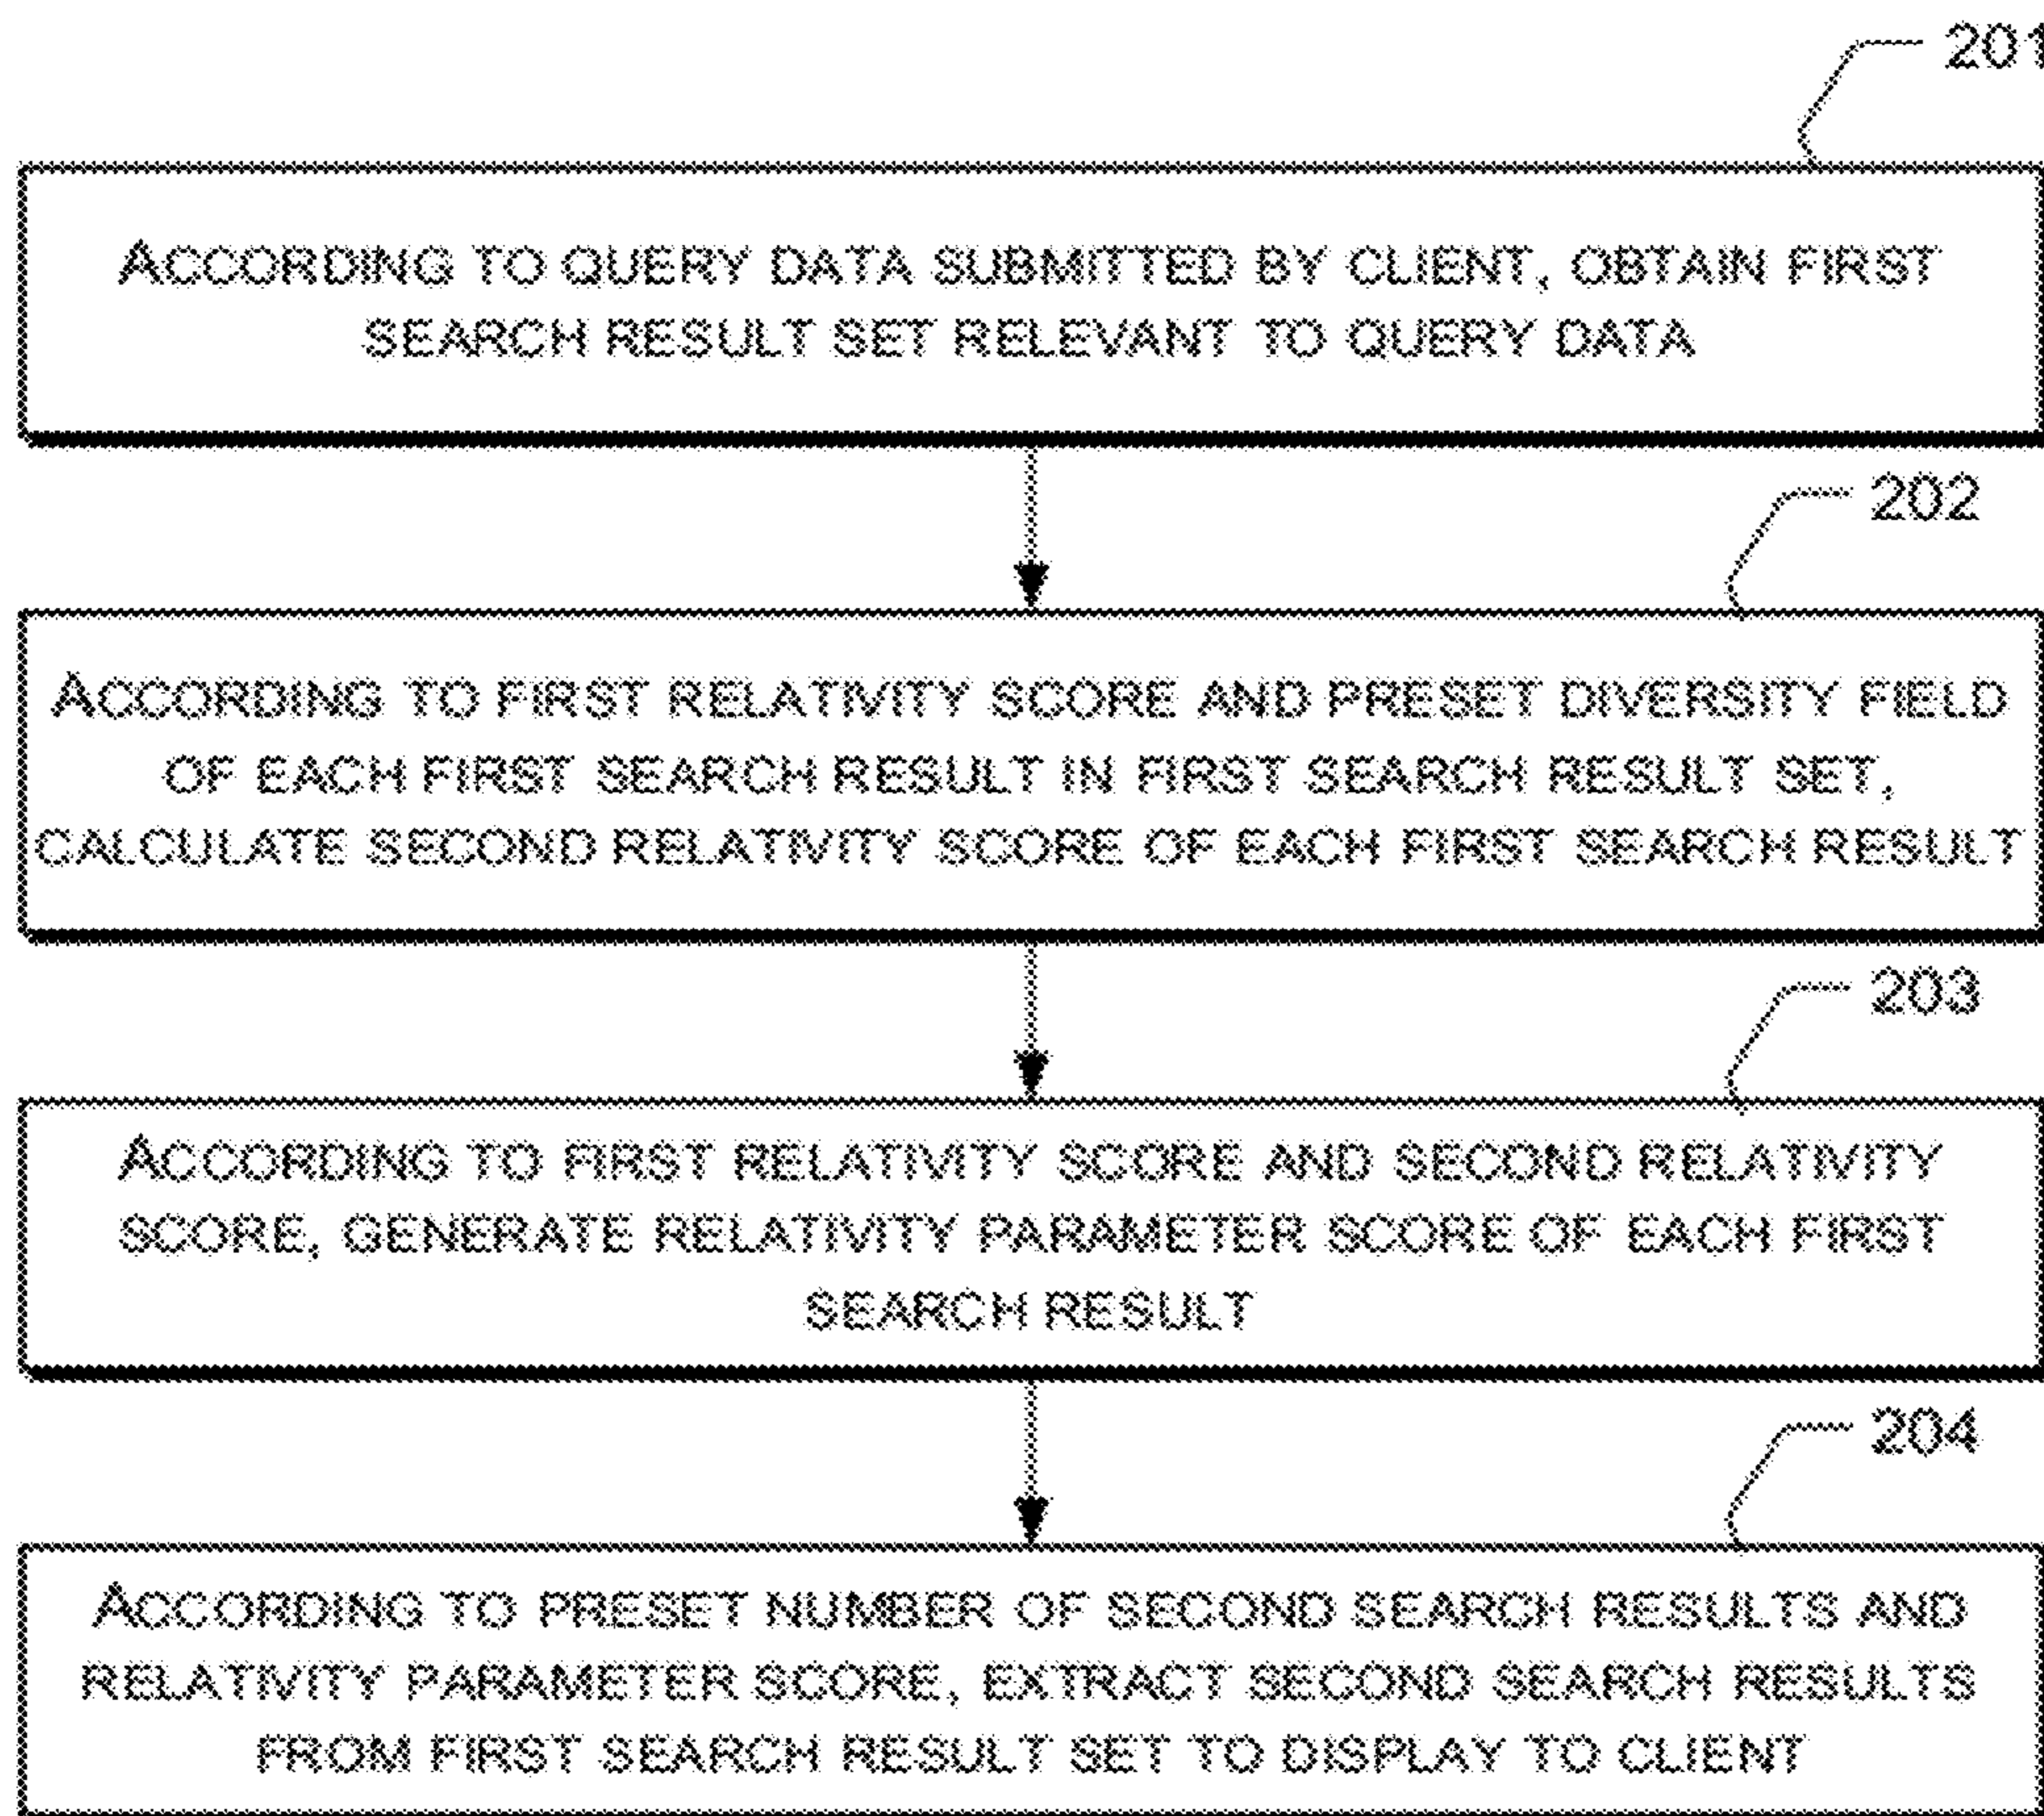 201
ACCORDING TO QUERY DATA SUBMITTED BY CLIENT, OBTAIN FIRST
SEARCH RESULT SET RELEVANT TO QUERY DATA
202
ACCORDING TO FIRST RELATIVITY SCORE AND PRESET DIVERSITY FIELD
OF EACH FIRST SEARCH RESULT IN FIRST SEARCH RESULT SET,
CALCULATE SECOND RELATIVITY SCORE OF EACH FIRST SEARCH RESULT
203
ACCORDING TO FIRST RELATIVITY SCORE AND SECOND RELATIVITY
SCORE, GENERATE RELATIVITY PARAMETER SCORE OF EACH FIRST
SEARCH RESULT
204
ACCORDING TO PRESET NUMBER OF SECOND SEARCH RESULTS AND
RELATIVITY PARAMETER SCORE, EXTRACT SECOND SEARCH RESULTS
FROM FIRST SEARCH RESULT SET TO DISPLAY TO CLIENT